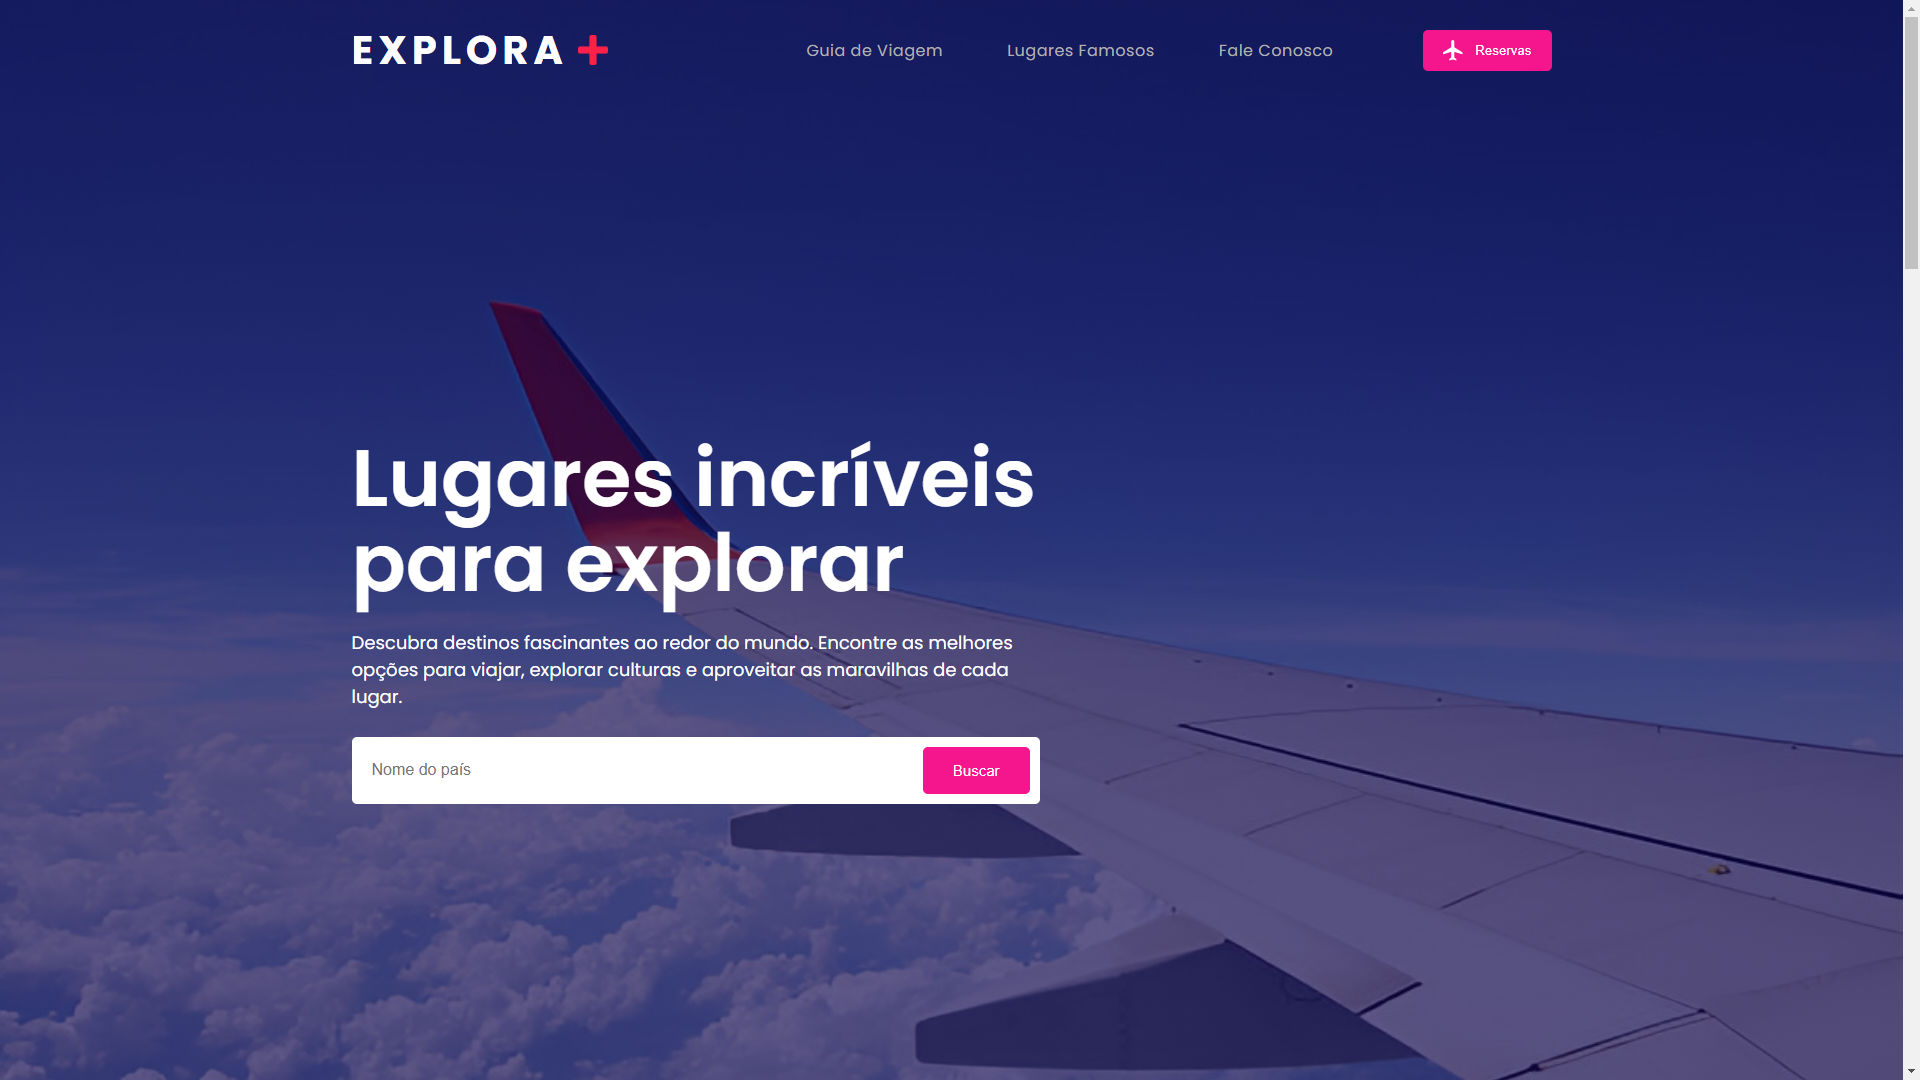 EXPLORA +
Guia de Viagem
Lugares Famosos
Fale Conosco
Reservas
Lugares incríveis
para explorar
Descubra destinos fascinantes ao redor do mundo. Encontre as melhores
opções para viajar, explorar culturas e aproveitar as maravilhas de cada
lugar.
Nome do país
Buscar